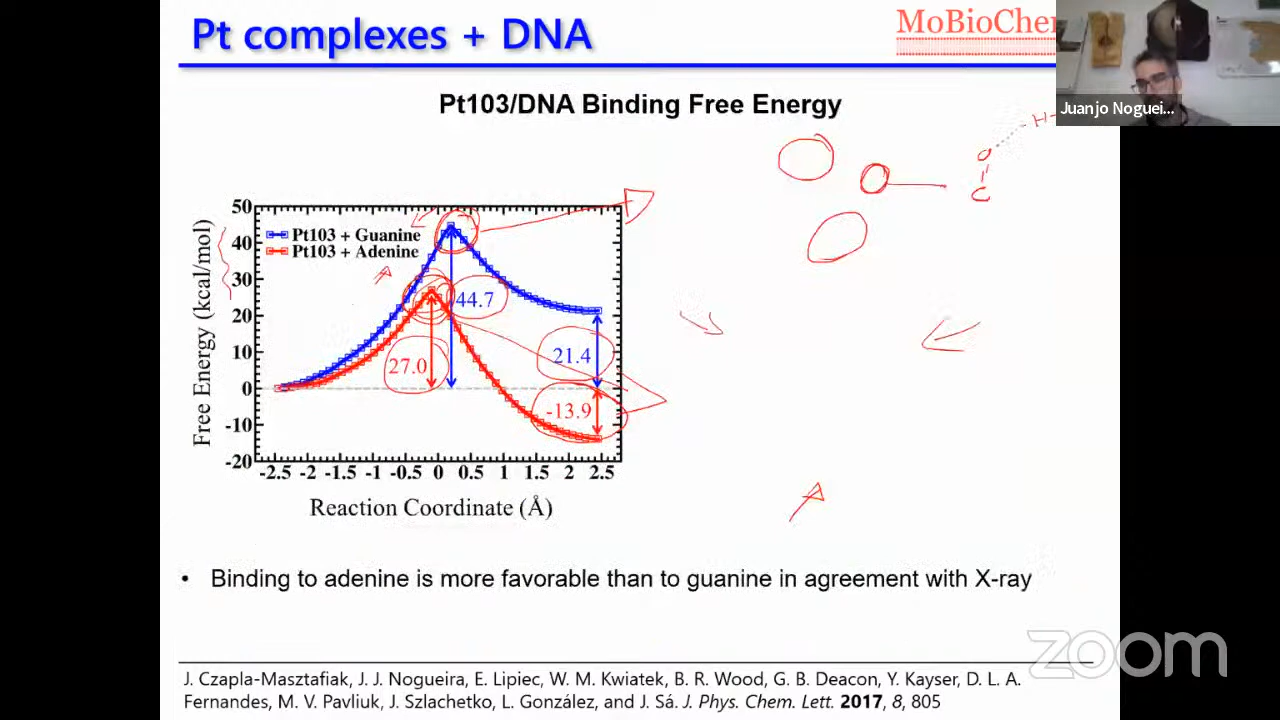 Pt complexes + DNA
MoBioChem
Juanjo Noguei...
Pt103/DNA Binding Free Energy
H
O
C
50
40
30
20
10
0
-10
-20
Free Energy (kcal/mol)
Pt103 + Guanine
Pt103 + Adenine
44.7
27.0
21.4
-13.9
-2.5 -2 -1.5 -1 -0.5 0 0.5 1 1.5 2 2.5
Reaction Coordinate (Å)
• Binding to adenine is more favorable than to guanine in agreement with X-ray
zoom
J. Czapla-Masztafiak, J. J. Nogueira, E. Lipiec, W. M. Kwiatek, B. R. Wood, G. B. Deacon, Y. Kayser, D. L. A.
Fernandes, M. V. Pavliuk, J. Szlachetko, L. González, and J. Sá. J. Phys. Chem. Lett. 2017, 8, 805